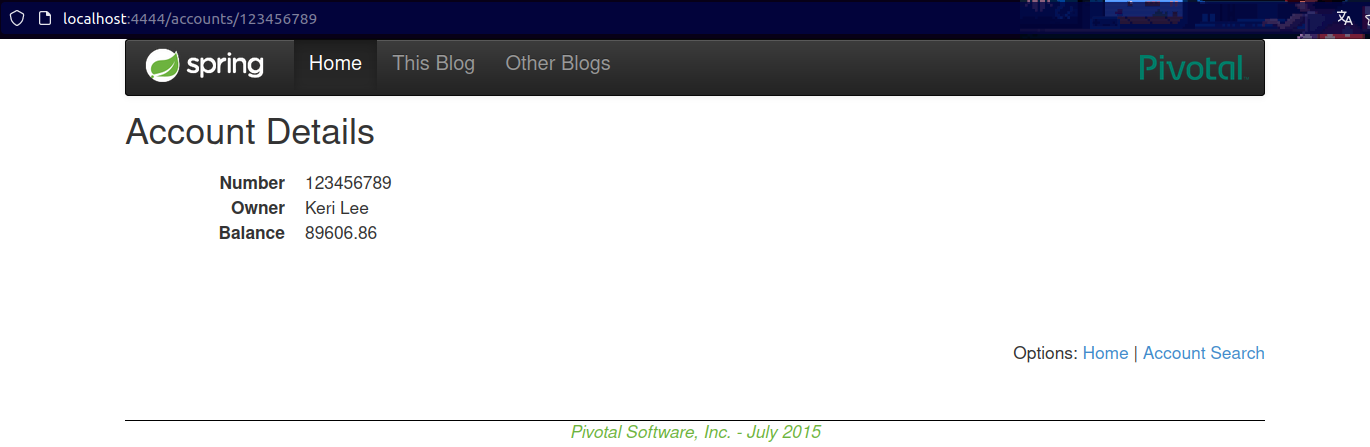 localhost:4444/accounts/123456789
spring Home This Blog Other Blogs Pivotal™
Account Details
Number 123456789
Owner Keri Lee
Balance 89606.86
Options: Home | Account Search
Pivotal Software, Inc. - July 2015